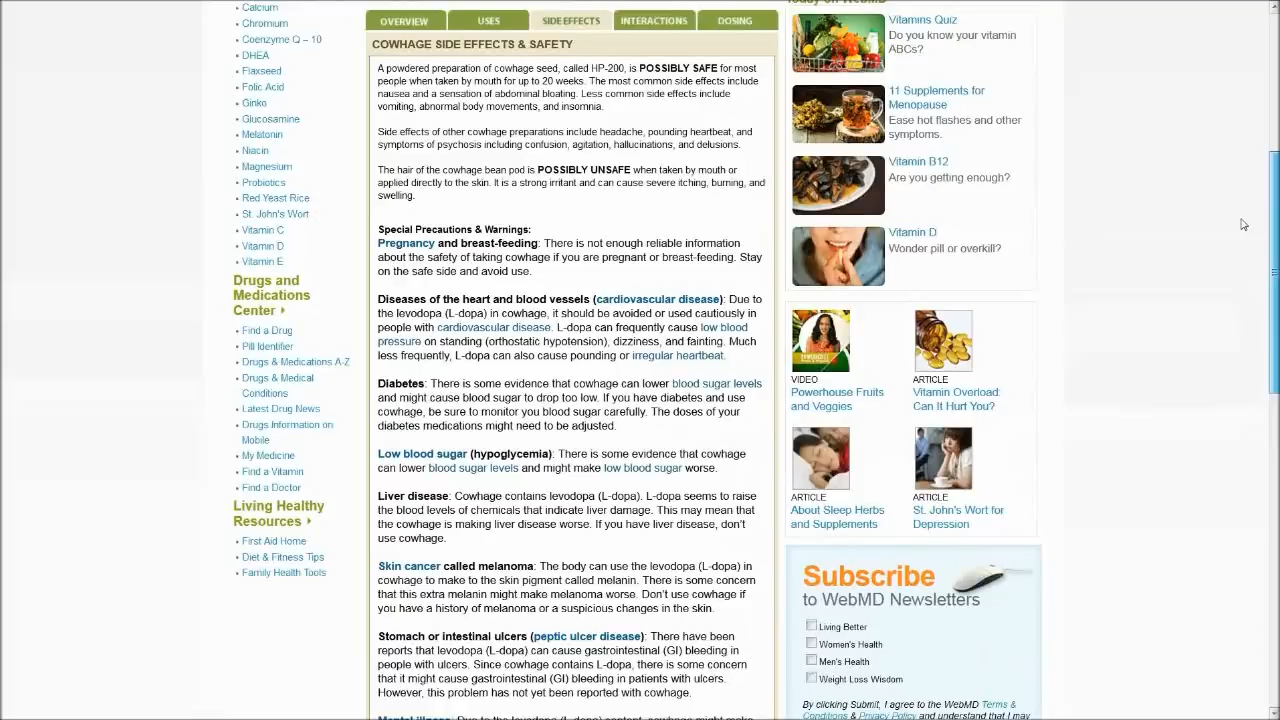 Calcium
Chromium
Coenzyme Q – 10
DHEA
Flaxseed
Folic Acid
Ginko
Glucosamine
Melatonin
Niacin
Magnesium
Probiotics
Red Yeast Rice
St. John's Wort
Vitamin C
Vitamin D
Vitamin E
Drugs and
Medications
Center
Find a Drug
Pill Identifier
Drugs & Medications A-Z
Drugs & Medical
Conditions
Latest Drug News
Drugs Information on
Mobile
My Medicine
Find a Vitamin
Find a Doctor
Living Healthy
Resources
First Aid Home
Diet & Fitness Tips
Family Health Tools
OVERVIEW USES SIDE EFFECTS INTERACTIONS DOSING
COWHAGE SIDE EFFECTS & SAFETY
A powdered preparation of cowhage seed, called HP-200, is POSSIBLY SAFE for most
people when taken by mouth for up to 20 weeks. The most common side effects include
nausea and a sensation of abdominal bloating. Less common side effects include
vomiting, abnormal body movements, and insomnia.
Side effects of other cowhage preparations include headache, pounding heartbeat, and
symptoms of psychosis including confusion, agitation, hallucinations, and delusions.
The hair of the cowhage bean pod is POSSIBLY UNSAFE when taken by mouth or
applied directly to the skin. It is a strong irritant and can cause severe itching, burning, and
swelling.
Special Precautions & Warnings:
Pregnancy and breast-feeding: There is not enough reliable information
about the safety of taking cowhage if you are pregnant or breast-feeding. Stay
on the safe side and avoid use.
Diseases of the heart and blood vessels (cardiovascular disease): Due to
the levodopa (L-dopa) in cowhage, it should be avoided or used cautiously in
people with cardiovascular disease. L-dopa can frequently cause low blood
pressure on standing (orthostatic hypotension), dizziness, and fainting. Much
less frequently, L-dopa can also cause pounding or irregular heartbeat.
Diabetes: There is some evidence that cowhage can lower blood sugar levels
and might cause blood sugar to drop too low. If you have diabetes and use
cowhage, be sure to monitor you blood sugar carefully. The doses of your
diabetes medications might need to be adjusted.
Low blood sugar (hypoglycemia): There is some evidence that cowhage
can lower blood sugar levels and might make low blood sugar worse.
Liver disease: Cowhage contains levodopa (L-dopa). L-dopa seems to raise
the blood levels of chemicals that indicate liver damage. This may mean that
the cowhage is making liver disease worse. If you have liver disease, don't
use cowhage.
Skin cancer called melanoma: The body can use the levodopa (L-dopa) in
cowhage to make to the skin pigment called melanin. There is some concern
that this extra melanin might make melanoma worse. Don't use cowhage if
you have a history of melanoma or a suspicious changes in the skin.
Stomach or intestinal ulcers (peptic ulcer disease): There have been
reports that levodopa (L-dopa) can cause gastrointestinal (GI) bleeding in
people with ulcers. Since cowhage contains L-dopa, there is some concern
that it might cause gastrointestinal (GI) bleeding in patients with ulcers.
However, this problem has not yet been reported with cowhage.
Mental illness: Due to the levodopa (L-dopa) content, cowhage might make
Today on WebMD
Vitamins Quiz
Do you know your vitamin
ABCs?
11 Supplements for
Menopause
Ease hot flashes and other
symptoms.
Vitamin B12
Are you getting enough?
Vitamin D
Wonder pill or overkill?
VIDEO
Powerhouse Fruits
and Veggies
ARTICLE
Vitamin Overload:
Can It Hurt You?
ARTICLE
About Sleep Herbs
and Supplements
ARTICLE
St. John's Wort for
Depression
Subscribe
to WebMD Newsletters
Living Better
Women's Health
Men's Health
Weight Loss Wisdom
By clicking Submit, I agree to the WebMD Terms &
Conditions & Privacy Policy and understand that I may